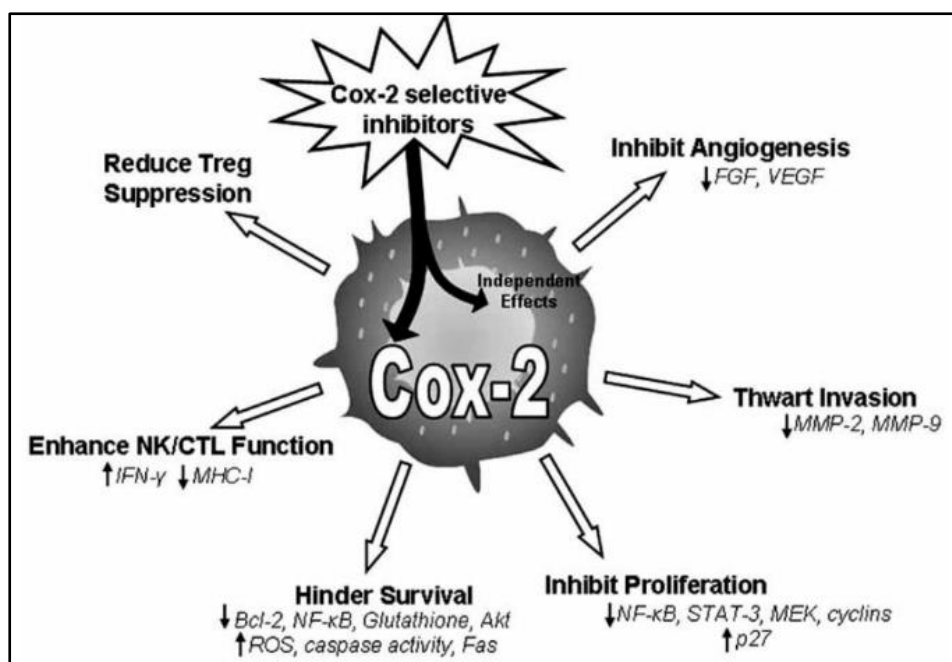 Cox-2 selective
inhibitors
Reduce Treg
Suppression
Inhibit Angiogenesis
↓FGF, VEGF
Independent
Effects
Cox-2
Thwart Invasion
↓MMP-2, MMP-9
Enhance NK/CTL Function
↑IFN-γ ↓MHC-I
Hinder Survival
↓Bcl-2, NF-κB, Glutathione, Akt
↑ROS, caspase activity, Fas
Inhibit Proliferation
↓NF-κB, STAT-3, MEK, cyclins
↑p27